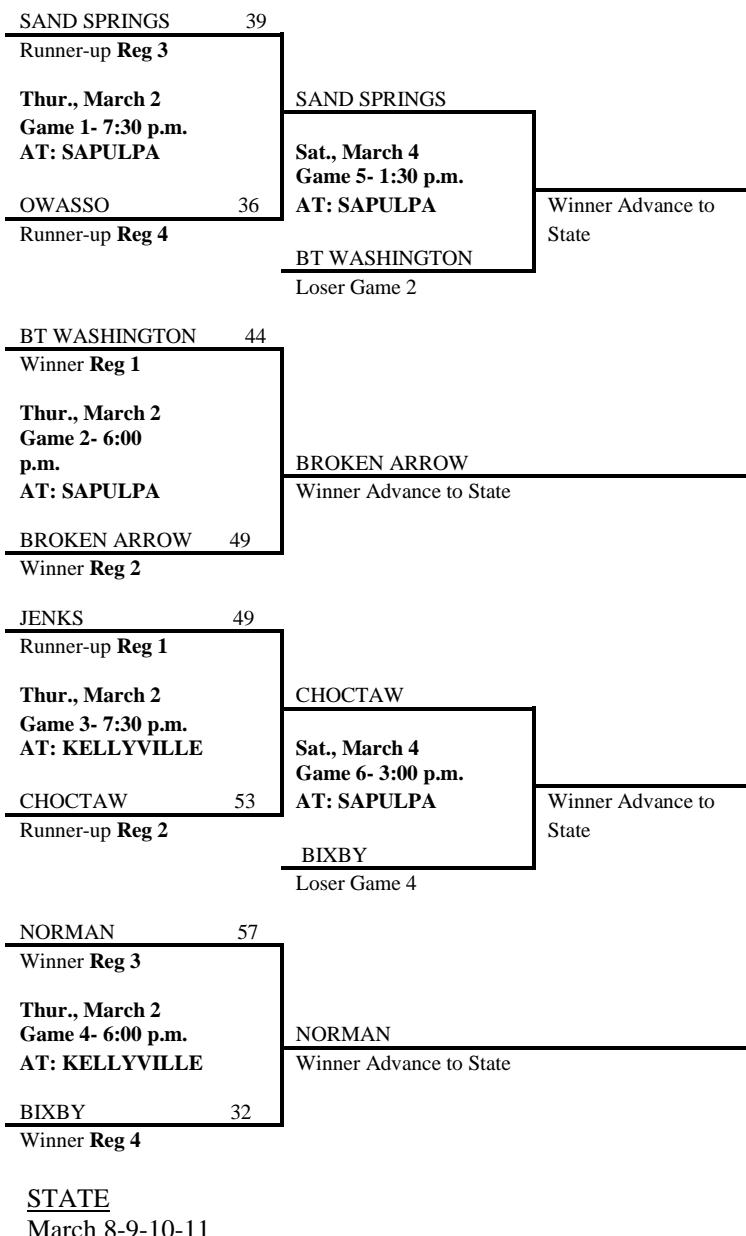 SAND SPRINGS 39
Runner-up Reg 3
Thur., March 2
Game 1- 7:30 p.m.
AT: SAPULPA
OWASSO 36
Runner-up Reg 4
SAND SPRINGS
Sat., March 4
Game 5- 1:30 p.m.
AT: SAPULPA
BT WASHINGTON
Loser Game 2
Winner Advance to
State
BT WASHINGTON 44
Winner Reg 1
Thur., March 2
Game 2- 6:00
p.m.
AT: SAPULPA
BROKEN ARROW 49
Winner Reg 2
BROKEN ARROW
Winner Advance to State
JENKS 49
Runner-up Reg 1
Thur., March 2
Game 3- 7:30 p.m.
AT: KELLYVILLE
CHOCTAW 53
Runner-up Reg 2
CHOCTAW
Sat., March 4
Game 6- 3:00 p.m.
AT: SAPULPA
BIXBY
Loser Game 4
Winner Advance to
State
NORMAN 57
Winner Reg 3
Thur., March 2
Game 4- 6:00 p.m.
AT: KELLYVILLE
BIXBY 32
Winner Reg 4
NORMAN
Winner Advance to State
STATE
March 8-9-10-11